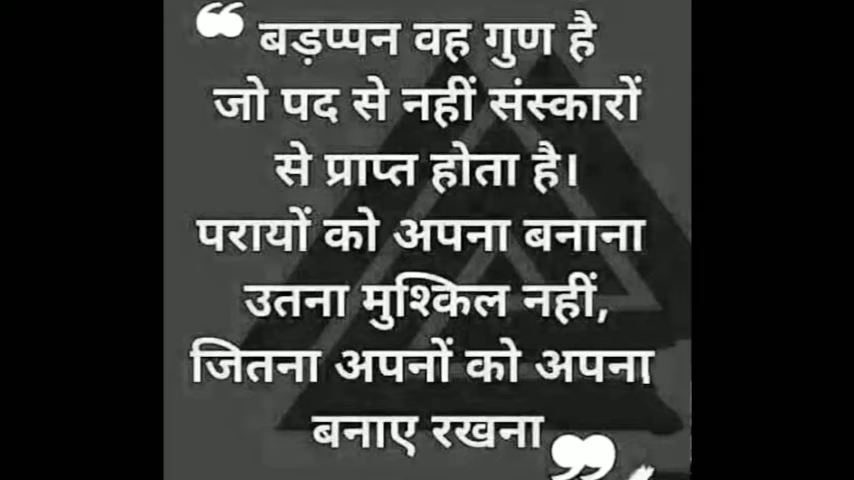 ❝ बड़प्पन वह गुण है
जो पद से नहीं संस्कारों
से प्राप्त होता है।
परायों को अपना बनाना
उतना मुश्किल नहीं,
जितना अपनों को अपना
बनाए रखना ❞